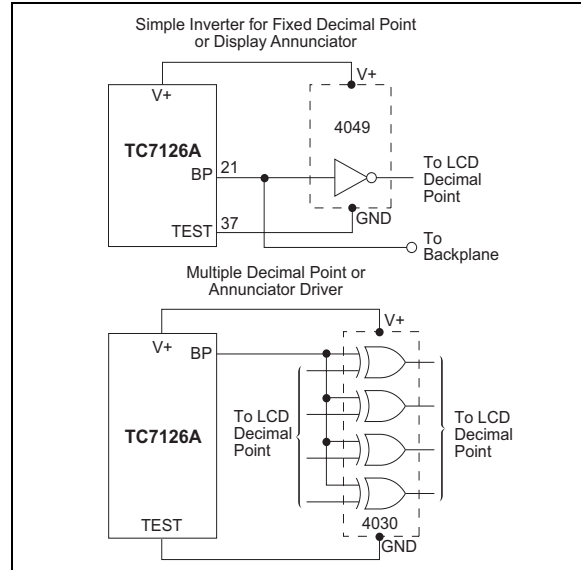 Simple Inverter for Fixed Decimal Point
or Display Annunciator
V+
V+
4049
TC7126A
BP
21
To LCD
Decimal
Point
TEST
37
GND
To
Backplane
Multiple Decimal Point or
Annunciator Driver
V+
V+
BP
To LCD
Decimal
Point
To LCD
Decimal
Point
TC7126A
TEST
4030
GND